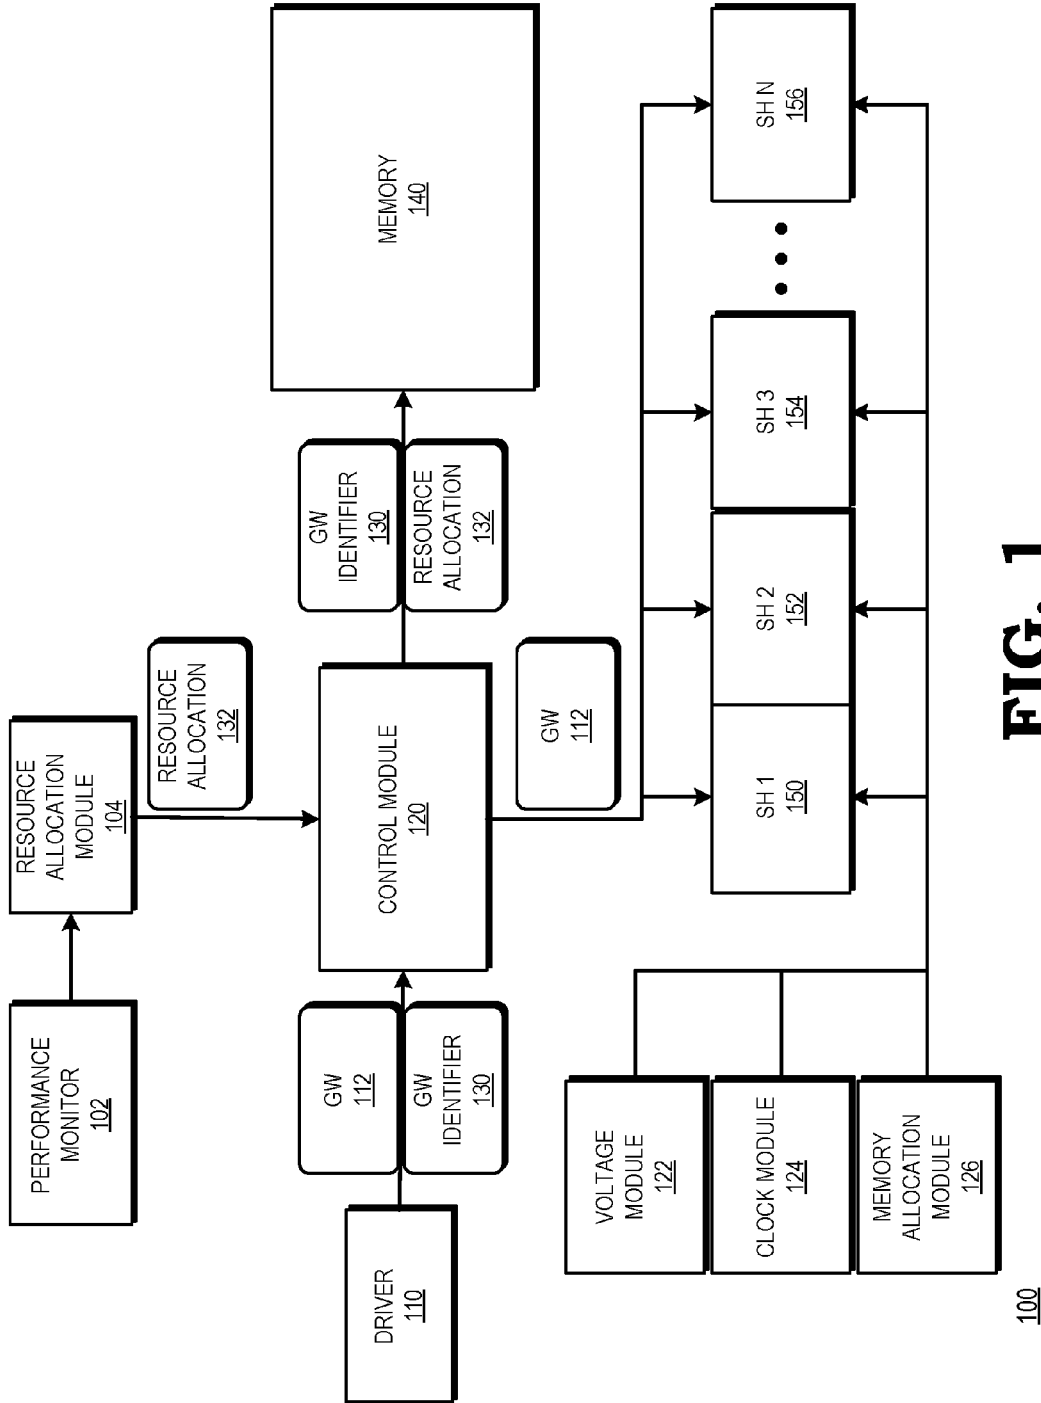 PERFORMANCE
MONITOR
102
RESOURCE
ALLOCATION
MODULE
104
RESOURCE
ALLOCATION
132
DRIVER
110
GW
112
GW
IDENTIFIER
130
CONTROL MODULE
120
GW
IDENTIFIER
130
RESOURCE
ALLOCATION
132
MEMORY
140
GW
112
VOLTAGE
MODULE
122
CLOCK MODULE
124
MEMORY
ALLOCATION
MODULE
126
SH 1
150
SH 2
152
SH 3
154
SH N
156
100
FIG. 1